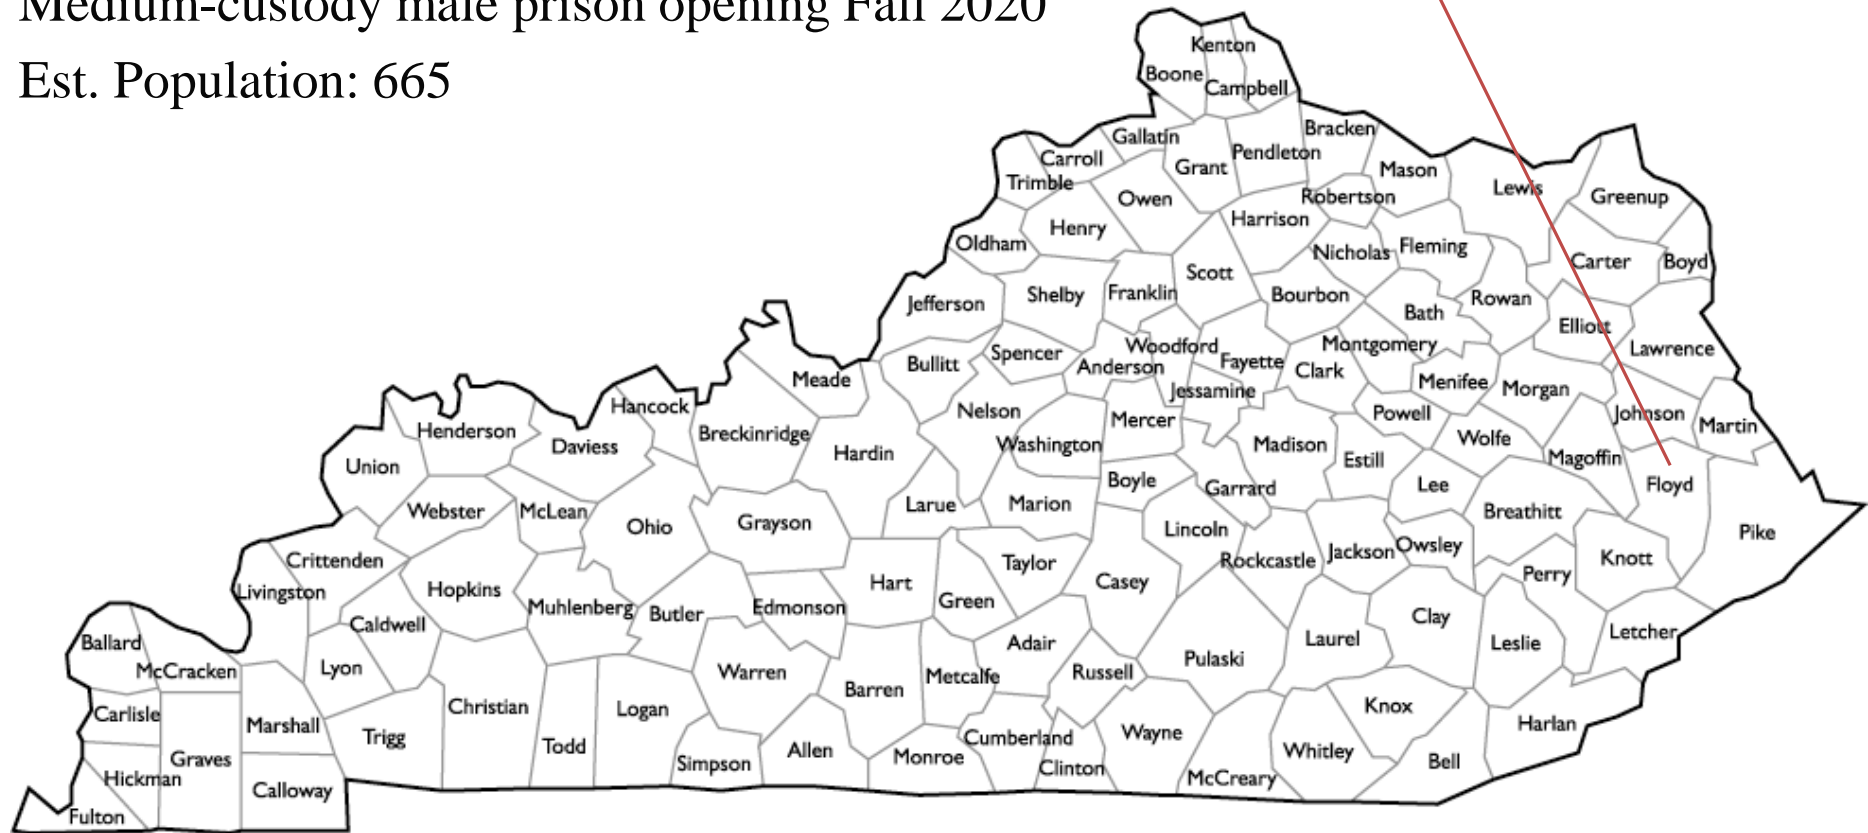 Medium-custody male prison opening Fall 2020
Est. Population: 665
Kenton
Boone
Campbell
Gallatin
Bracken
Carroll
Grant
Pendleton
Mason
Trimble
Owen
Robertson
Lewis
Greenup
Henry
Harrison
Oldham
Nicholas
Fleming
Carter
Boyd
Scott
Jefferson
Shelby
Franklin
Bourbon
Bath
Rowan
Elliott
Bullitt
Spencer
Woodford
Anderson
Fayette
Montgomery
Clark
Lawrence
Meade
Jessamine
Menifee
Morgan
Hancock
Nelson
Mercer
Powell
Johnson
Martin
Henderson
Daviess
Breckinridge
Hardin
Washington
Madison
Estill
Wolfe
Magoffin
Union
Boyle
Garrard
Lee
Floyd
Webster
McLean
Ohio
Grayson
Larue
Marion
Lincoln
Breathitt
Pike
Crittenden
Taylor
Rockcastle
Jackson
Owsley
Knott
Livingston
Hopkins
Hart
Casey
Perry
Muhlenberg
Butler
Edmonson
Green
Clay
Caldwell
Ballard
Adair
Laurel
Leslie
Letcher
McCracken
Lyon
Warren
Metcalfe
Russell
Pulaski
Carlisle
Marshall
Christian
Logan
Barren
Knox
Harlan
Trigg
Todd
Cumberland
Wayne
Graves
Simpson
Allen
Monroe
Clinton
Whitley
Bell
Hickman
Calloway
McCreary
Fulton